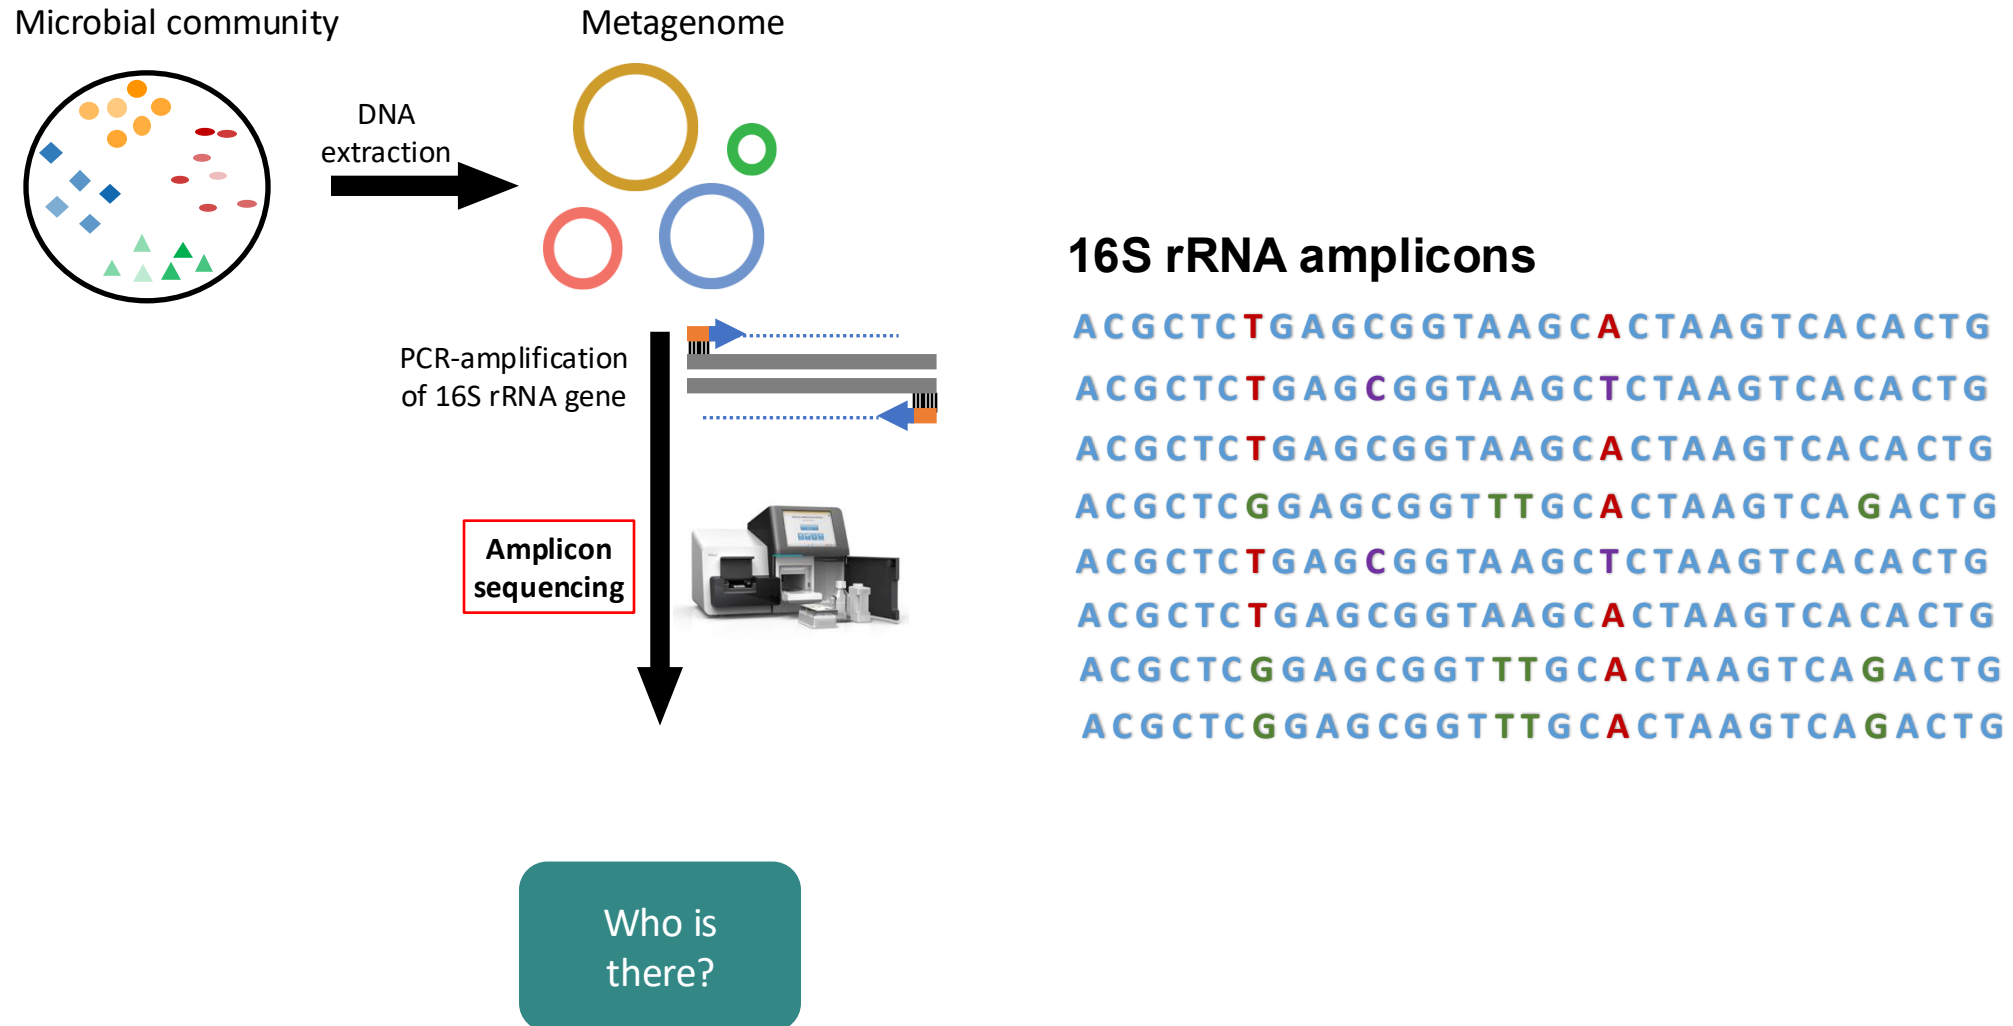 Microbial community
Metagenome
DNA
extraction
PCR-amplification
of 16S rRNA gene
Amplicon
sequencing
Who is
there?
16S rRNA amplicons
ACGCTCTGAGCGGTAAGCACTAAGTCACACTG
ACGCTCTGAGCGGTAAGCTCTAAGTCACACTG
ACGCTCTGAGCGGTAAGCACTAAGTCACACTG
ACGCTCGGAGCGGTTTGCACTAAGTCAGACTG
ACGCTCTGAGCGGTAAGCTCTAAGTCACACTG
ACGCTCTGAGCGGTAAGCACTAAGTCACACTG
ACGCTCGGAGCGGTTTGCACTAAGTCAGACTG
ACGCTCGGAGCGGTTTGCACTAAGTCAGACTG